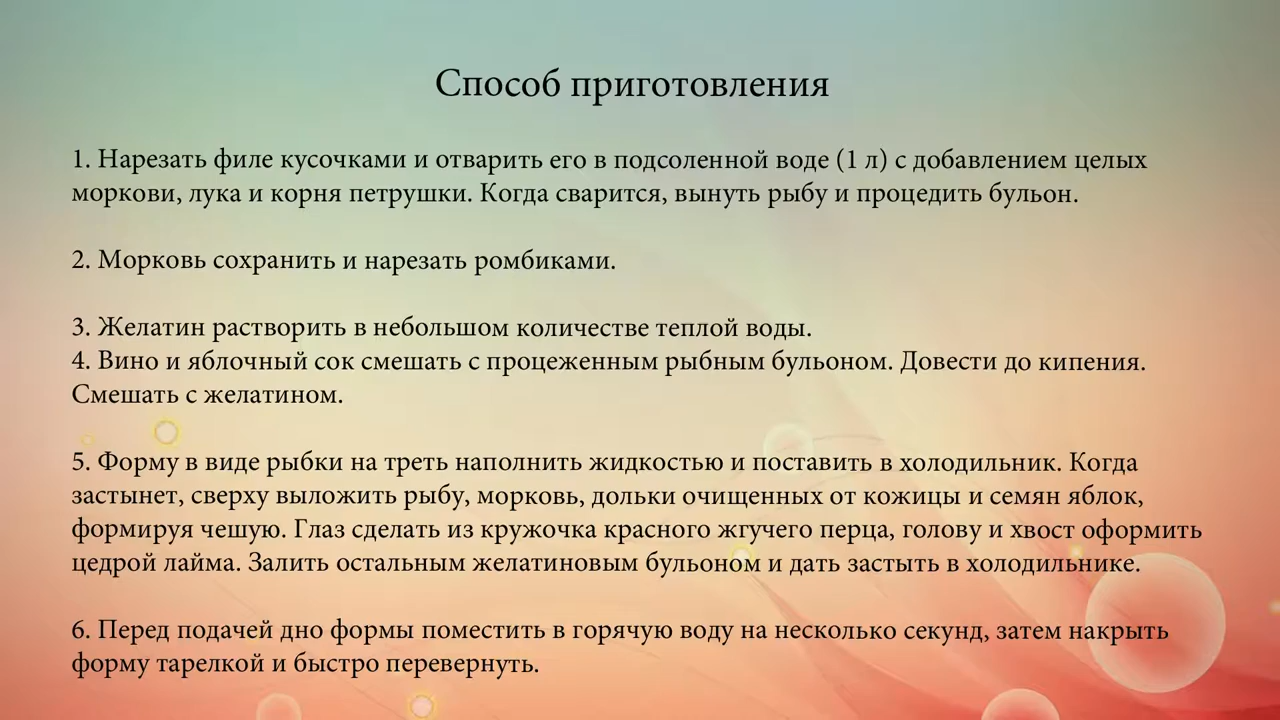 Способ приготовления
1. Нарезать филе кусочками и отварить его в подсоленной воде (1 л) с добавлением целых
моркови, лука и корня петрушки. Когда сварится, вынуть рыбу и процедить бульон.
2. Морковь сохранить и нарезать ромбиками.
3. Желатин растворить в небольшом количестве теплой воды.
4. Вино и яблочный сок смешать с процеженным рыбным бульоном. Довести до кипения.
Смешать с желатином.
5. Форму в виде рыбки на треть наполнить жидкостью и поставить в холодильник. Когда
застынет, сверху выложить рыбу, морковь, дольки очищенных от кожицы и семян яблок,
формируя чешую. Глаз сделать из кружочка красного жгучего перца, голову и хвост оформить
цедрой лайма. Залить остальным желатиновым бульоном и дать застыть в холодильнике.
6. Перед подачей дно формы поместить в горячую воду на несколько секунд, затем накрыть
форму тарелкой и быстро перевернуть.